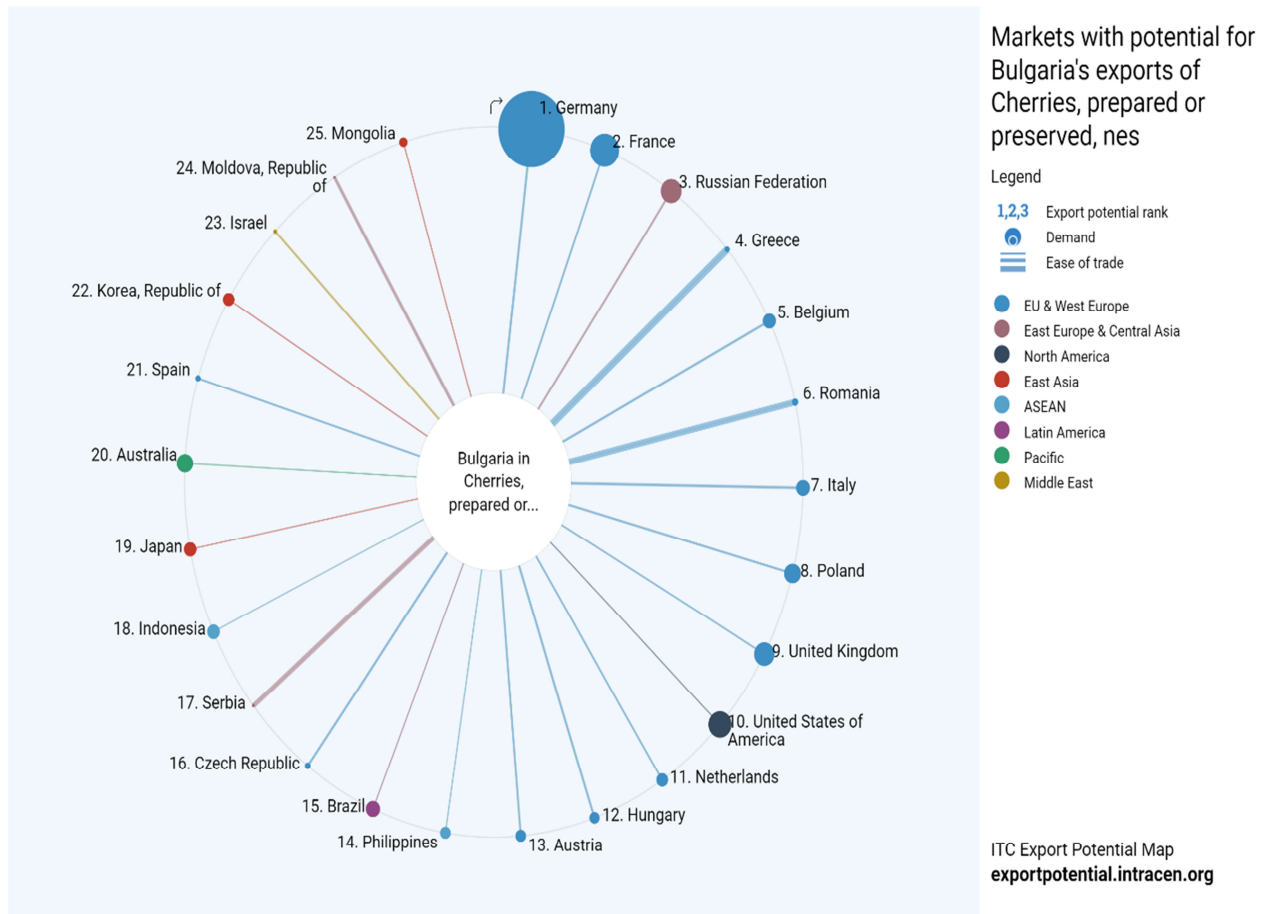 Markets with potential for
Bulgaria's exports of
Cherries, prepared or
preserved, nes
Legend
1,2,3 Export potential rank
Demand
Ease of trade
EU & West Europe
East Europe & Central Asia
North America
East Asia
ASEAN
Latin America
Pacific
Middle East
1. Germany
2. France
3. Russian Federation
4. Greece
5. Belgium
6. Romania
7. Italy
8. Poland
9. United Kingdom
10. United States of
America
11. Netherlands
12. Hungary
13. Austria
14. Philippines
15. Brazil
16. Czech Republic
17. Serbia
18. Indonesia
19. Japan
20. Australia
21. Spain
22. Korea, Republic of
23. Israel
24. Moldova, Republic
of
25. Mongolia
Bulgaria in
Cherries,
prepared or...
ITC Export Potential Map
exportpotential.intracen.org